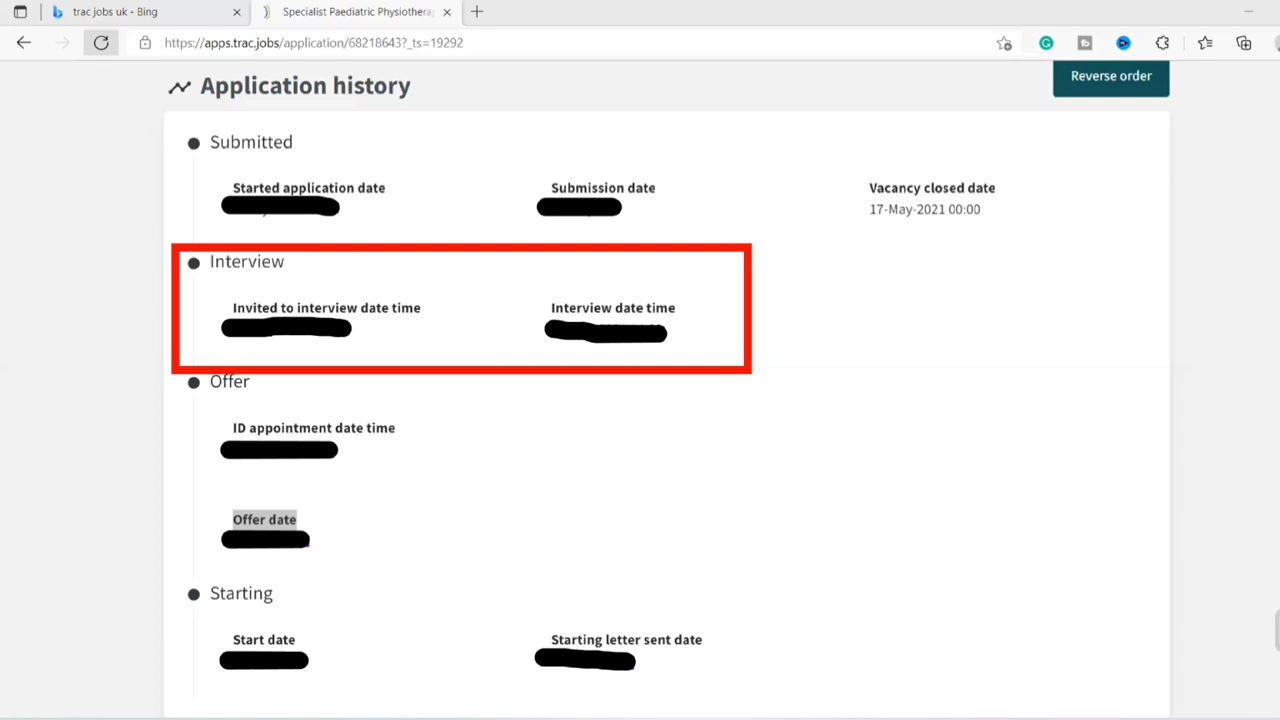 trac jobs uk - Bing
Specialist Paediatric Physiothera
https://apps.trac.jobs/application/68218643?_ts=19292
Application history
Reverse order
Submitted
Started application date
Submission date
Vacancy closed date
17-May-2021 00:00
Interview
Invited to interview date time
Interview date time
Offer
ID appointment date time
Offer date
Starting
Start date
Starting letter sent date